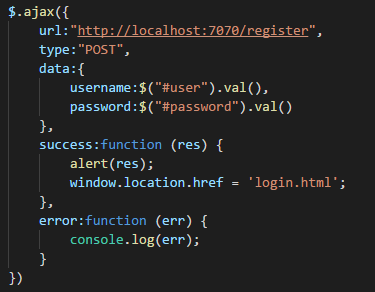 $.ajax({
    url:"http://localhost:7070/register",
    type:"POST",
    data:{
        username:$("#user").val(),
        password:$("#password").val()
    },
    success:function (res) {
        alert(res);
        window.location.href = 'login.html';
    },
    error:function (err) {
        console.log(err);
    }
})